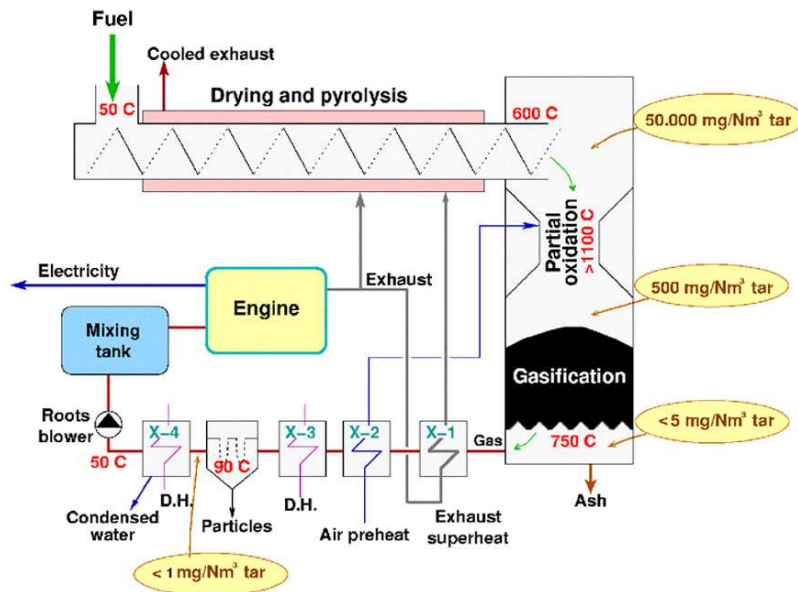 Fuel
Cooled exhaust
50 C
Drying and pyrolysis
600 C
50.000 mg/Nm³ tar
Partial
oxidation
>1100 C
Electricity
Engine
Exhaust
500 mg/Nm³ tar
Mixing
tank
Gasification
Roots
blower
X-4
X-3
X-2
X-1
Gas
<5 mg/Nm³ tar
750 C
50 C
90 C
D.H.
D.H.
Condensed
water
Particles
Air preheat
Exhaust
superheat
Ash
< 1 mg/Nm³ tar